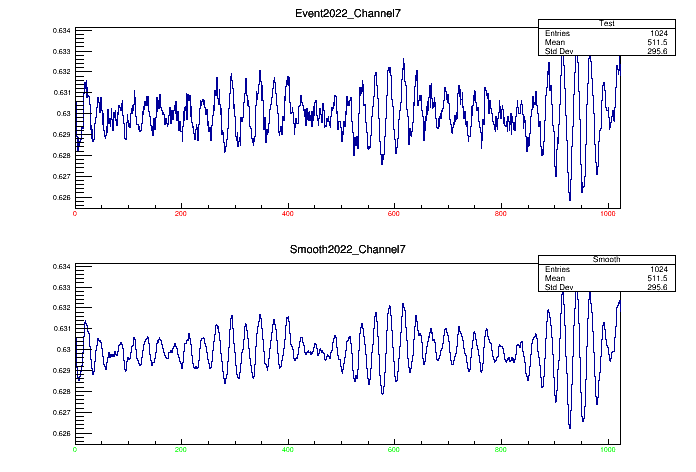 Event2022_Channel7
Test
Entries 1024
Mean 511.5
Std Dev 295.6
0.634
0.633
0.632
0.631
0.63
0.629
0.628
0.627
0.626
0 200 400 600 800 1000
Smooth2022_Channel7
Smooth
Entries 1024
Mean 511.5
Std Dev 295.6
0.634
0.633
0.632
0.631
0.63
0.629
0.628
0.627
0.626
0 200 400 600 800 1000